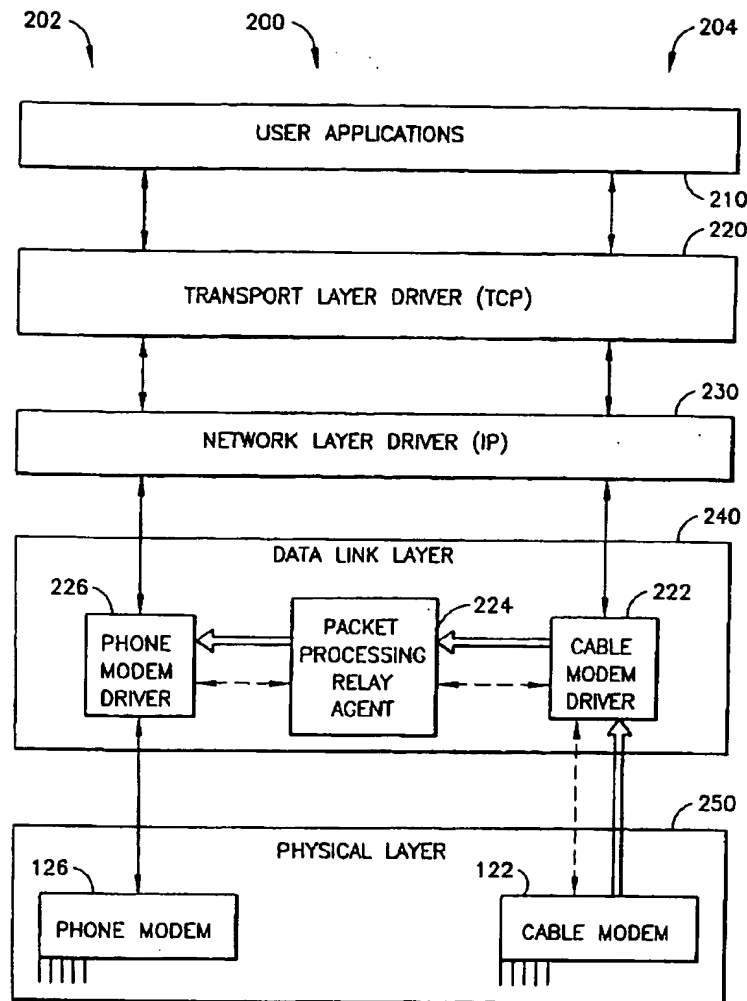 202 200 204
USER APPLICATIONS
210
220
TRANSPORT LAYER DRIVER (TCP)
230
NETWORK LAYER DRIVER (IP)
240
DATA LINK LAYER
226 224 222
PHONE
MODEM
DRIVER
PACKET
PROCESSING
RELAY
AGENT
CABLE
MODEM
DRIVER
250
PHYSICAL LAYER
126 122
PHONE MODEM
CABLE MODEM